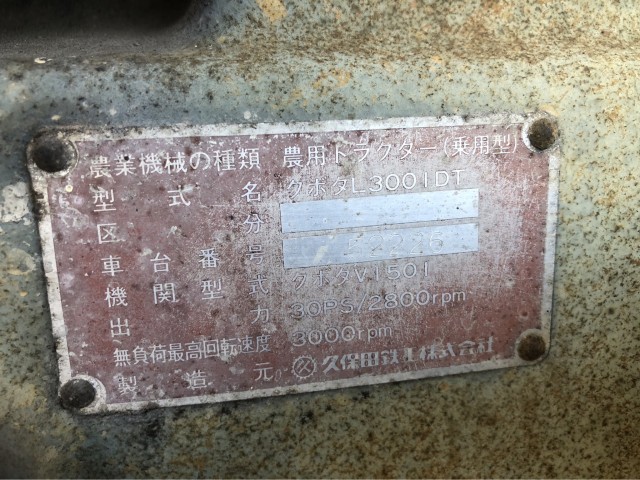 農業機械の種類 農用トラクター(乗用型)
型式名 クボタL3001DT
区分
車台番号
機関型式 クボタV1501
出力 30PS/2800rpm
無負荷最高回転速度 3000rpm
製造元 久保田鉄工株式会社